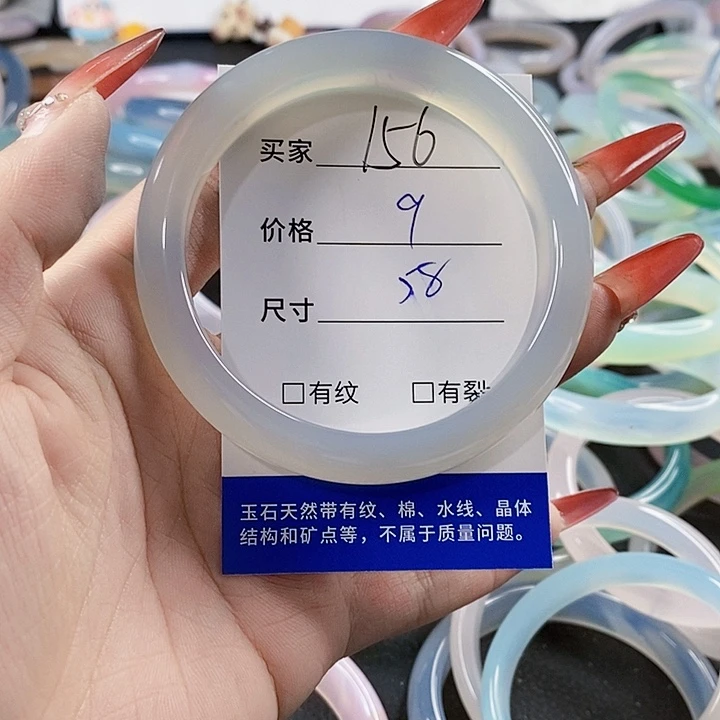 买家 156
价格 9
尺寸 58
□有纹 □有裂
玉石天然带有纹、棉、水线、晶体
结构和矿点等，不属于质量问题。